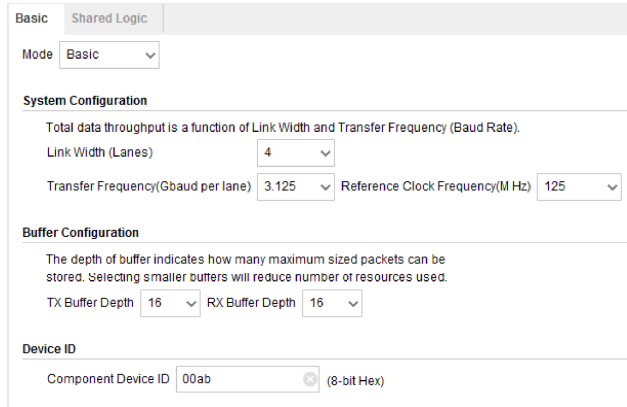 Basic Shared Logic
Mode Basic
System Configuration
Total data throughput is a function of Link Width and Transfer Frequency (Baud Rate).
Link Width (Lanes) 4
Transfer Frequency(Gbaud per lane) 3.125 Reference Clock Frequency(M Hz) 125
Buffer Configuration
The depth of buffer indicates how many maximum sized packets can be
stored. Selecting smaller buffers will reduce number of resources used.
TX Buffer Depth 16 RX Buffer Depth 16
Device ID
Component Device ID 00ab (8-bit Hex)